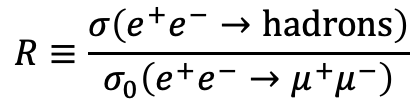 R ≡ σ(e⁺e⁻ → hadrons) / σ₀(e⁺e⁻ → μ⁺μ⁻)